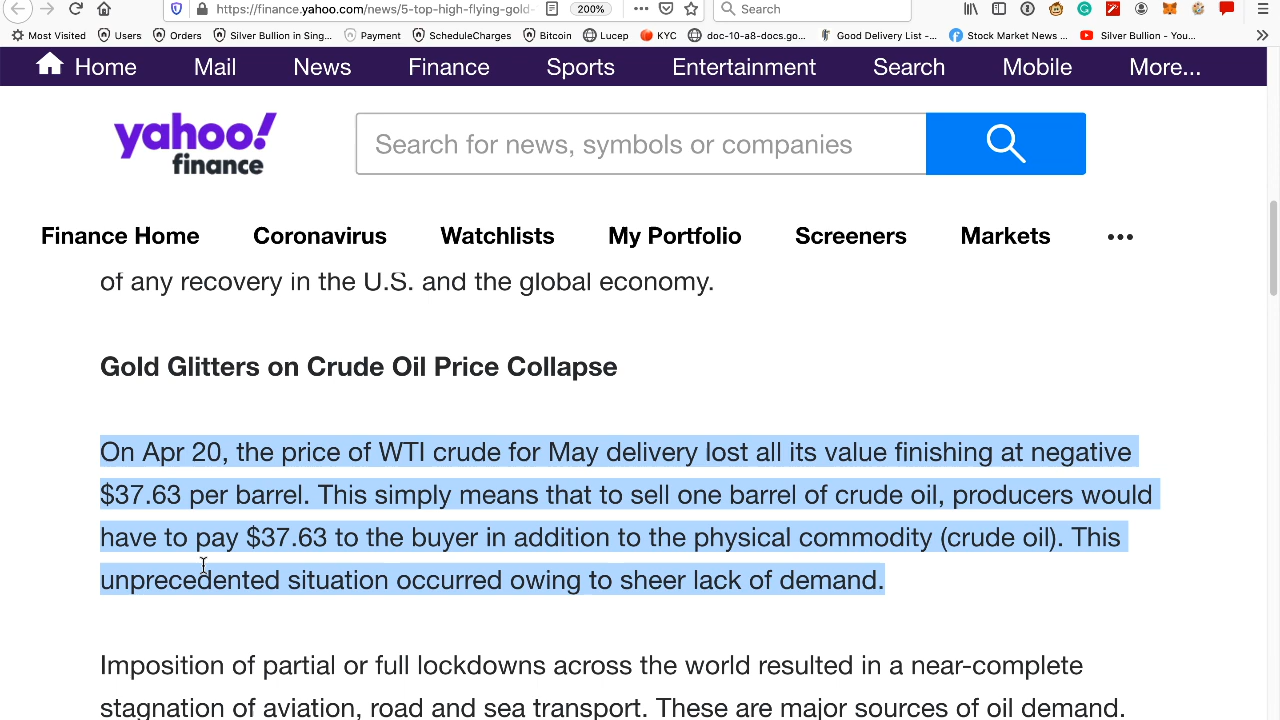 https://finance.yahoo.com/news/5-top-high-flying-gold-
200%
Search
Most Visited Users Orders Silver Bullion in Sing... Payment ScheduleCharges Bitcoin Lucep KYC doc-10-a8-docs.go... Good Delivery List -... Stock Market News ... Silver Bullion - You...
Home Mail News Finance Sports Entertainment Search Mobile More...
yahoo!
finance
Search for news, symbols or companies
Finance Home Coronavirus Watchlists My Portfolio Screeners Markets
of any recovery in the U.S. and the global economy.
Gold Glitters on Crude Oil Price Collapse
On Apr 20, the price of WTI crude for May delivery lost all its value finishing at negative
$37.63 per barrel. This simply means that to sell one barrel of crude oil, producers would
have to pay $37.63 to the buyer in addition to the physical commodity (crude oil). This
unprecedented situation occurred owing to sheer lack of demand.
Imposition of partial or full lockdowns across the world resulted in a near-complete
stagnation of aviation, road and sea transport. These are major sources of oil demand.